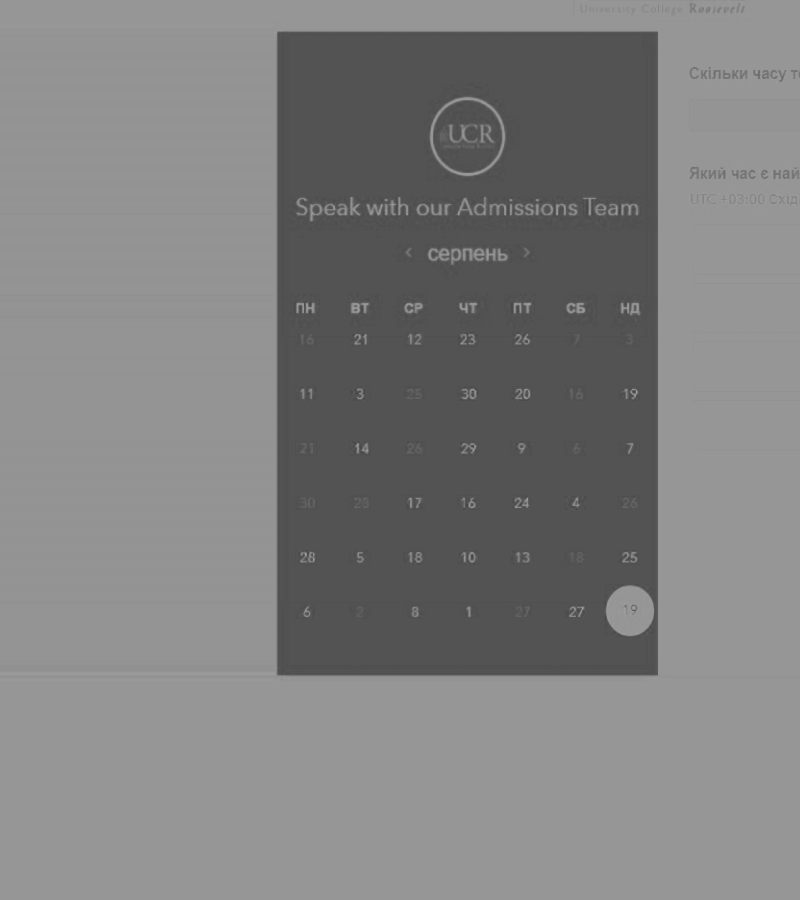 University College Roosevelt
Скільки часу т
Який час є най
UTC +03:00 Схід
UCR
Speak with our Admissions Team
серпень
ПН ВТ СР ЧТ ПТ СБ НД
16 21 12 23 26 7 3
11 3 25 30 20 16 19
21 14 26 29 9 6 7
30 28 17 16 24 4 26
28 5 18 10 13 18 25
6 2 8 1 27 27 19